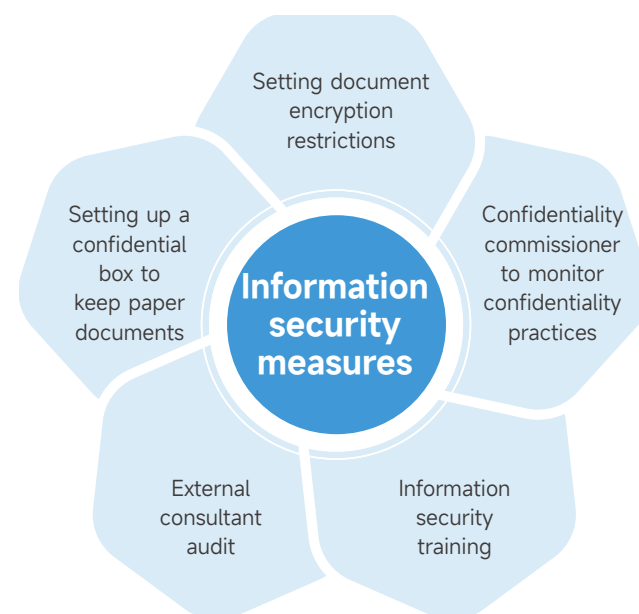 Setting document
encryption
restrictions
Setting up a
confidential
box to
keep paper
documents
Information
security
measures
Confidentiality
commissioner
to monitor
confidentiality
practices
External
consultant
audit
Information
security
training